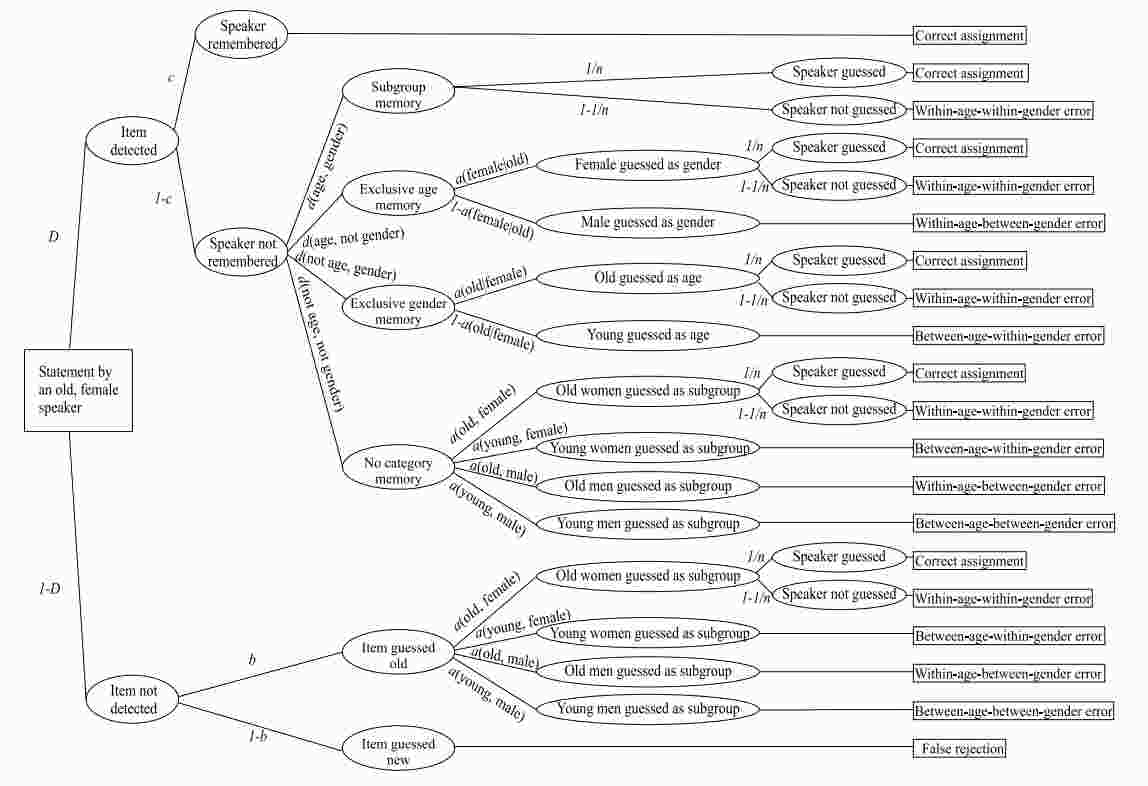 Speaker
remembered
Correct assignment
c
Item
detected
1-c
D
Speaker not
remembered
d(age, gender)
d(age, not gender)
d(not age, gender)
d(not age, not gender)
Subgroup
memory
1/n
Speaker guessed
Correct assignment
1-1/n
Speaker not guessed
Within-age-within-gender error
Exclusive age
memory
a(female|old)
Female guessed as gender
1/n
Speaker guessed
Correct assignment
1-1/n
Speaker not guessed
Within-age-within-gender error
1-a(female|old)
Male guessed as gender
Within-age-between-gender error
Exclusive gender
memory
a(old|female)
Old guessed as age
1/n
Speaker guessed
Correct assignment
1-1/n
Speaker not guessed
Within-age-within-gender error
1-a(old|female)
Young guessed as age
Between-age-within-gender error
Statement by
an old, female
speaker
No category
memory
a(old, female)
Old women guessed as subgroup
1/n
Speaker guessed
Correct assignment
1-1/n
Speaker not guessed
Within-age-within-gender error
a(young, female)
Young women guessed as subgroup
Between-age-within-gender error
a(old, male)
Old men guessed as subgroup
Within-age-between-gender error
a(young, male)
Young men guessed as subgroup
Between-age-between-gender error
1-D
Item not
detected
b
Item guessed
old
a(old, female)
Old women guessed as subgroup
1/n
Speaker guessed
Correct assignment
1-1/n
Speaker not guessed
Within-age-within-gender error
a(young, female)
Young women guessed as subgroup
Between-age-within-gender error
a(old, male)
Old men guessed as subgroup
Within-age-between-gender error
a(young, male)
Young men guessed as subgroup
Between-age-between-gender error
1-b
Item guessed
new
False rejection